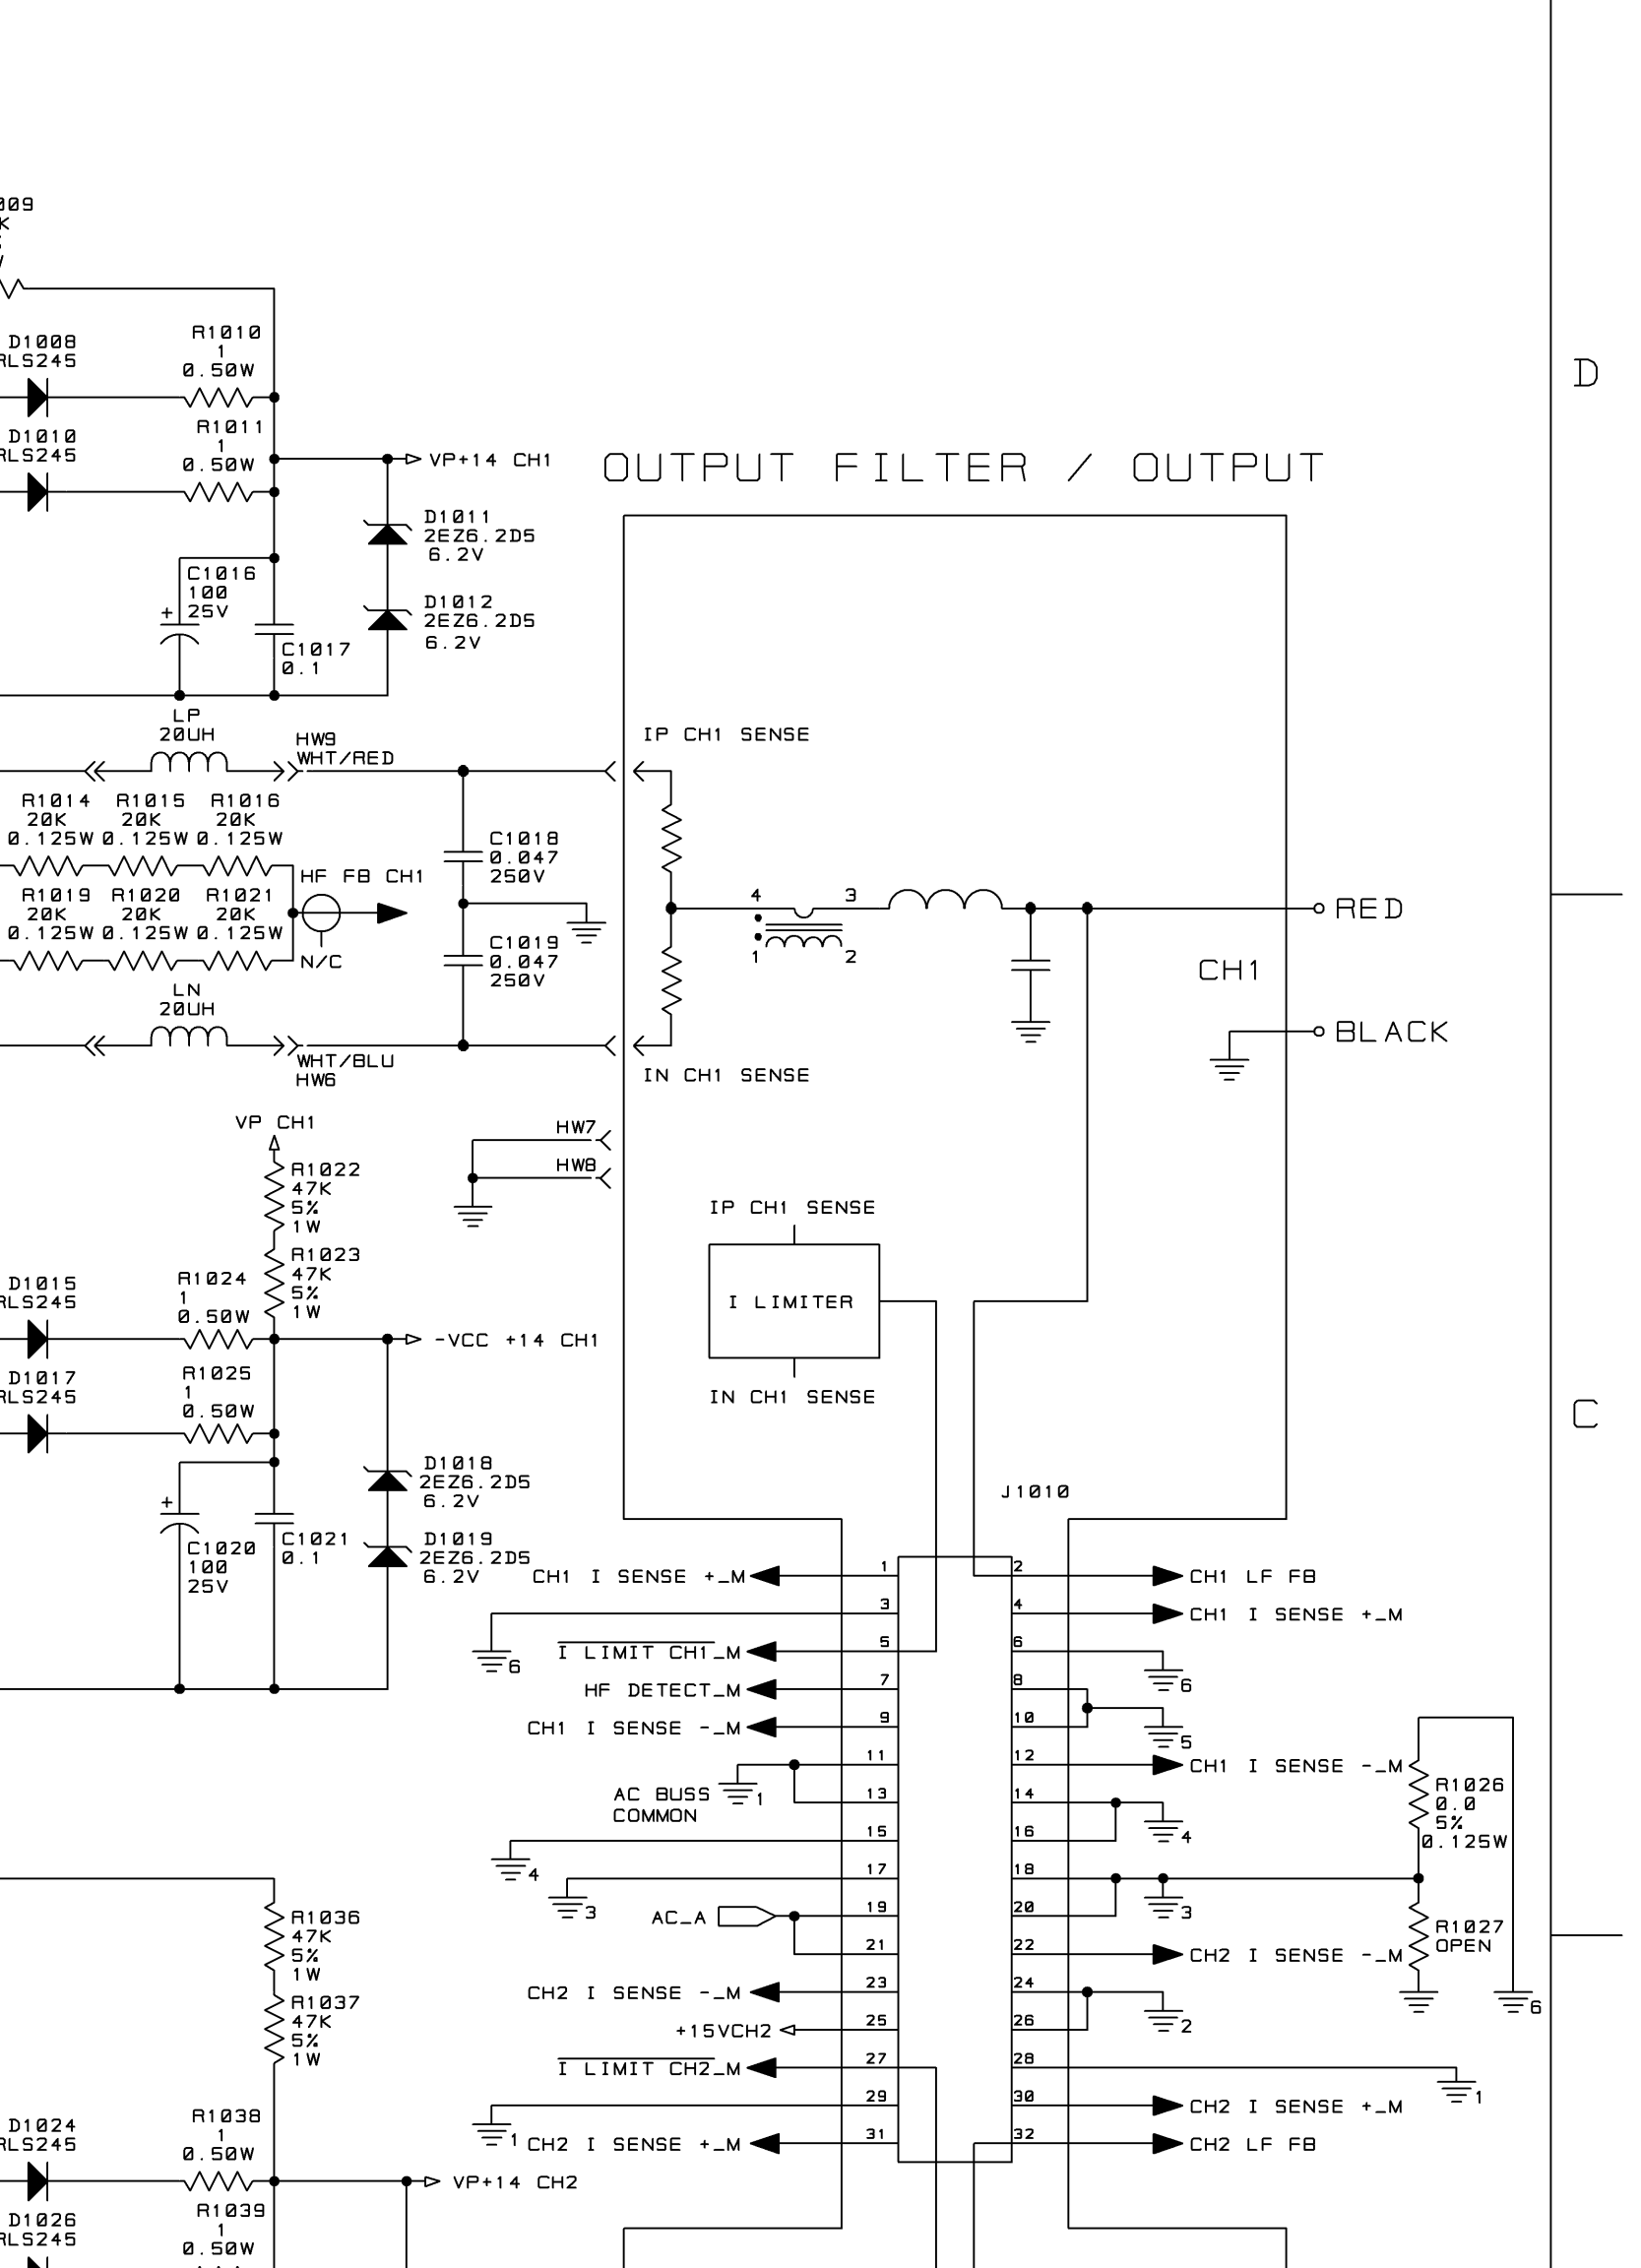 D
D1008
RLS245
R1010
1
0.50W
D1010
RLS245
R1011
1
0.50W
VP+14 CH1
OUTPUT FILTER / OUTPUT
D1011
2EZ6.2D5
6.2V
C1016
100
25V
+
D1012
2EZ6.2D5
6.2V
C1017
0.1
LP
20UH
HW9
WHT/RED
IP CH1 SENSE
R1014
20K
0.125W
R1015
20K
0.125W
R1016
20K
0.125W
HF FB CH1
C1018
0.047
250V
R1019
20K
0.125W
R1020
20K
0.125W
R1021
20K
0.125W
N/C
C1019
0.047
250V
4
3
1
2
RED
CH1
BLACK
LN
20UH
WHT/BLU
HW6
IN CH1 SENSE
VP CH1
HW7
HW8
R1022
47K
5%
1W
R1023
47K
5%
1W
IP CH1 SENSE
I LIMITER
IN CH1 SENSE
D1015
RLS245
R1024
1
0.50W
-VCC +14 CH1
D1017
RLS245
R1025
1
0.50W
C
D1018
2EZ6.2D5
6.2V
+
C1020
100
25V
C1021
0.1
D1019
2EZ6.2D5
6.2V
J1010
CH1 I SENSE +_M
1
2
CH1 LF FB
3
6
4
CH1 I SENSE +_M
I LIMIT CH1_M
5
6
6
HF DETECT_M
7
8
CH1 I SENSE -_M
9
10
5
11
12
CH1 I SENSE -_M
AC BUSS
COMMON
1
13
14
15
4
16
4
17
3
18
3
AC_A
19
20
21
22
CH2 I SENSE -_M
R1026
0.0
5%
0.125W
R1027
OPEN
6
CH2 I SENSE -_M
23
24
+15VCH2
25
26
2
I LIMIT CH2_M
27
28
1
29
1
30
CH2 I SENSE +_M
CH2 I SENSE +_M
31
32
CH2 LF FB
R1036
47K
5%
1W
R1037
47K
5%
1W
D1024
RLS245
R1038
1
0.50W
VP+14 CH2
D1026
RLS245
R1039
1
0.50W